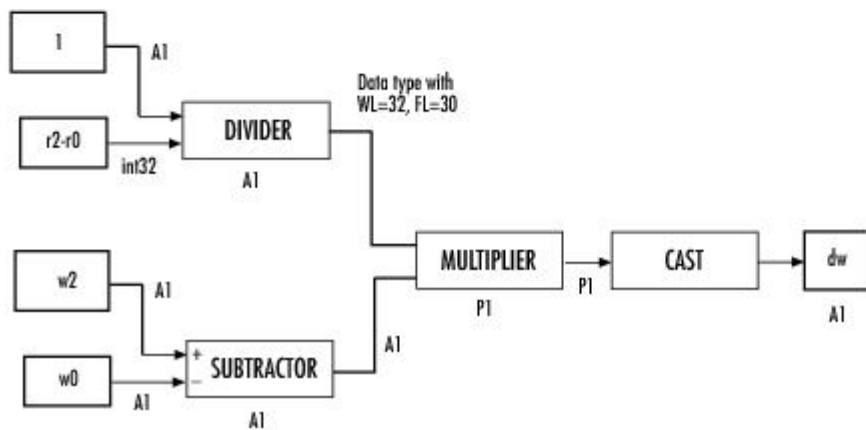 1
A1
Data type with
WL=32, FL=30
DIVIDER
r2-r0
int32
A1
MULTIPLIER
CAST
dw
w2
A1
P1
P1
A1
+
SUBTRACTOR
A1
w0
−
A1
A1